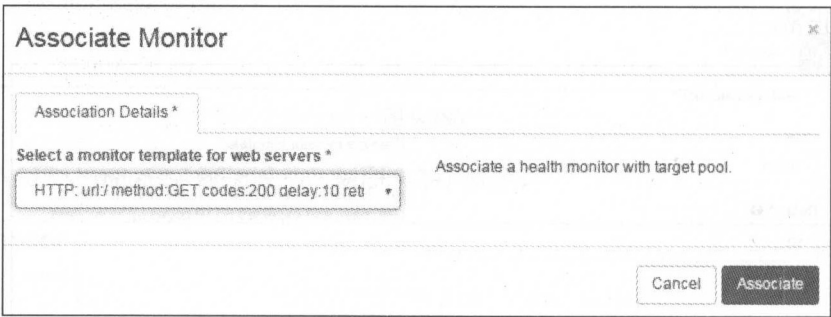 Associate Monitor
×
Association Details *
Select a monitor template for web servers *
Associate a health monitor with target pool.
HTTP: url:/ method:GET codes:200 delay:10 retr
Cancel
Associate